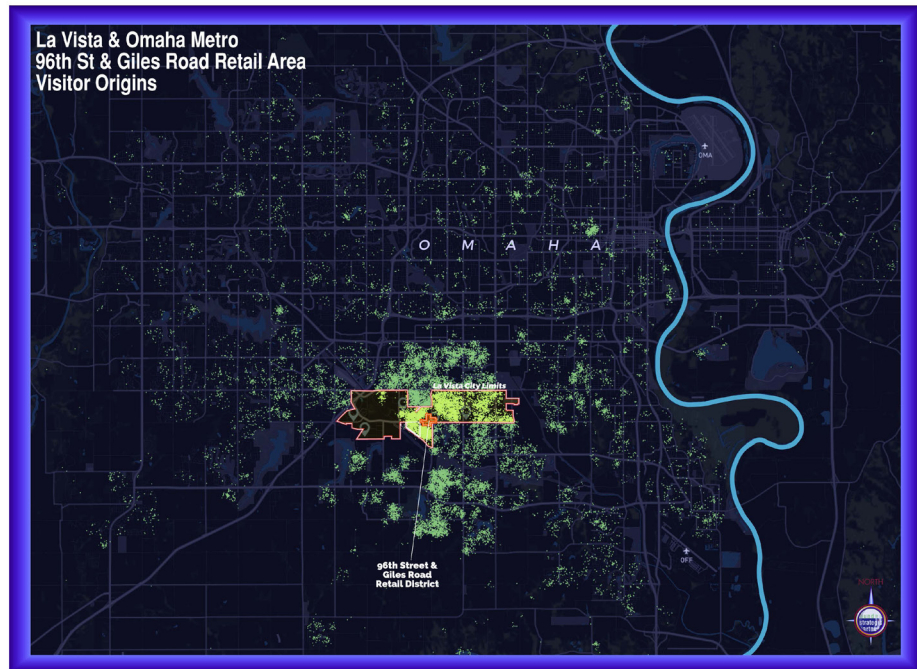 La Vista & Omaha Metro
96th St & Giles Road Retail Area
Visitor Origins
OMA
O M A H A
La Vista City Limits
OFF
96th Street &
Giles Road
Retail District
NORTH